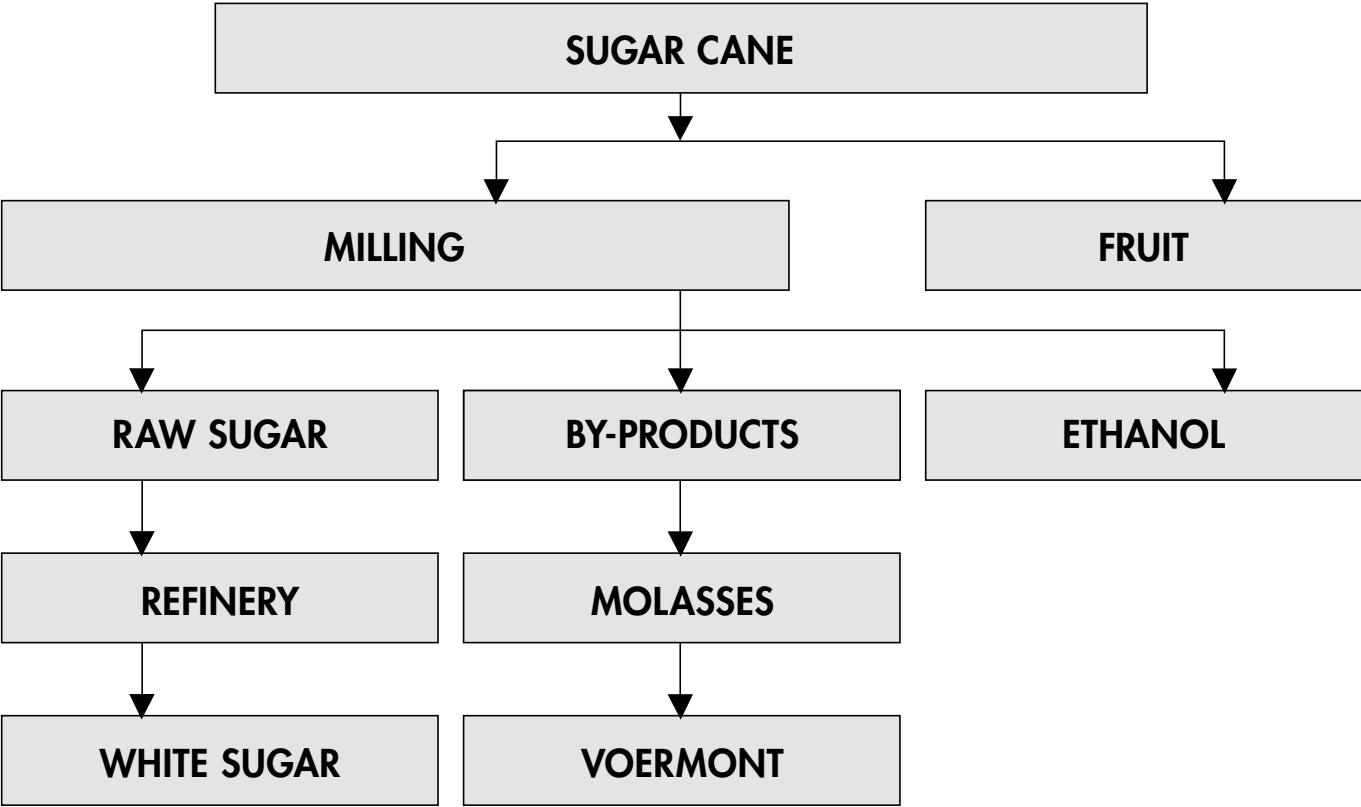 SUGAR CANE
MILLING
FRUIT
RAW SUGAR
BY-PRODUCTS
ETHANOL
REFINERY
MOLASSES
WHITE SUGAR
VOERMONT